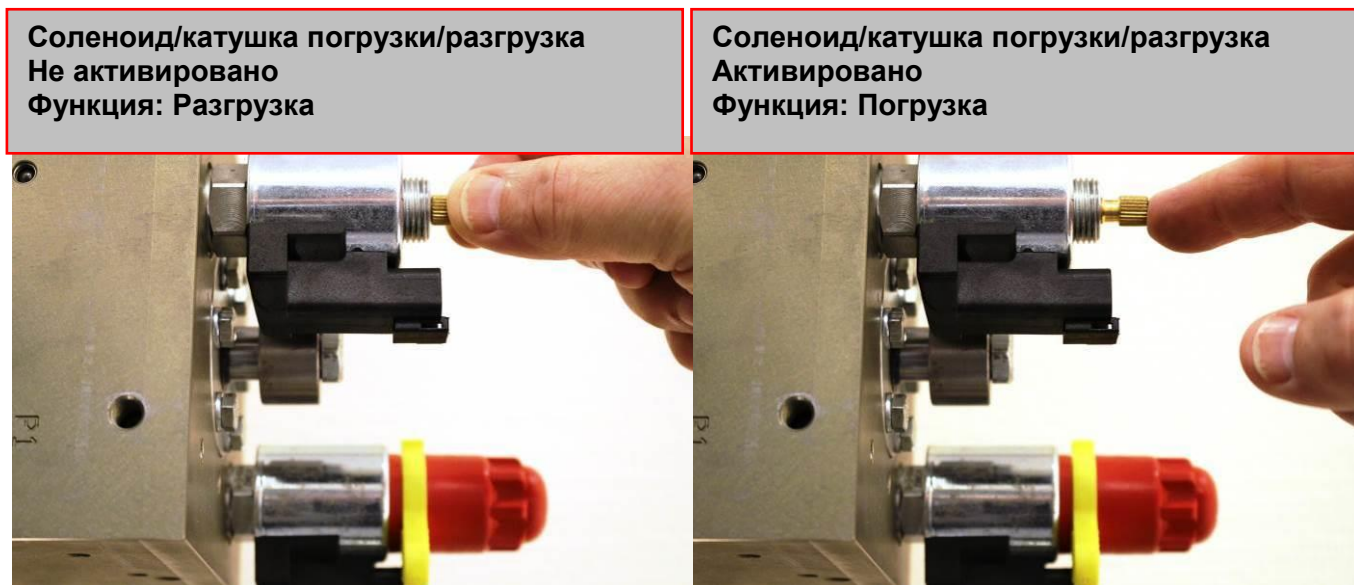 Соленоид/катушка погрузки/разгрузка
Не активировано
Функция: Разгрузка
Соленоид/катушка погрузки/разгрузка
Активировано
Функция: Погрузка
P1
P1